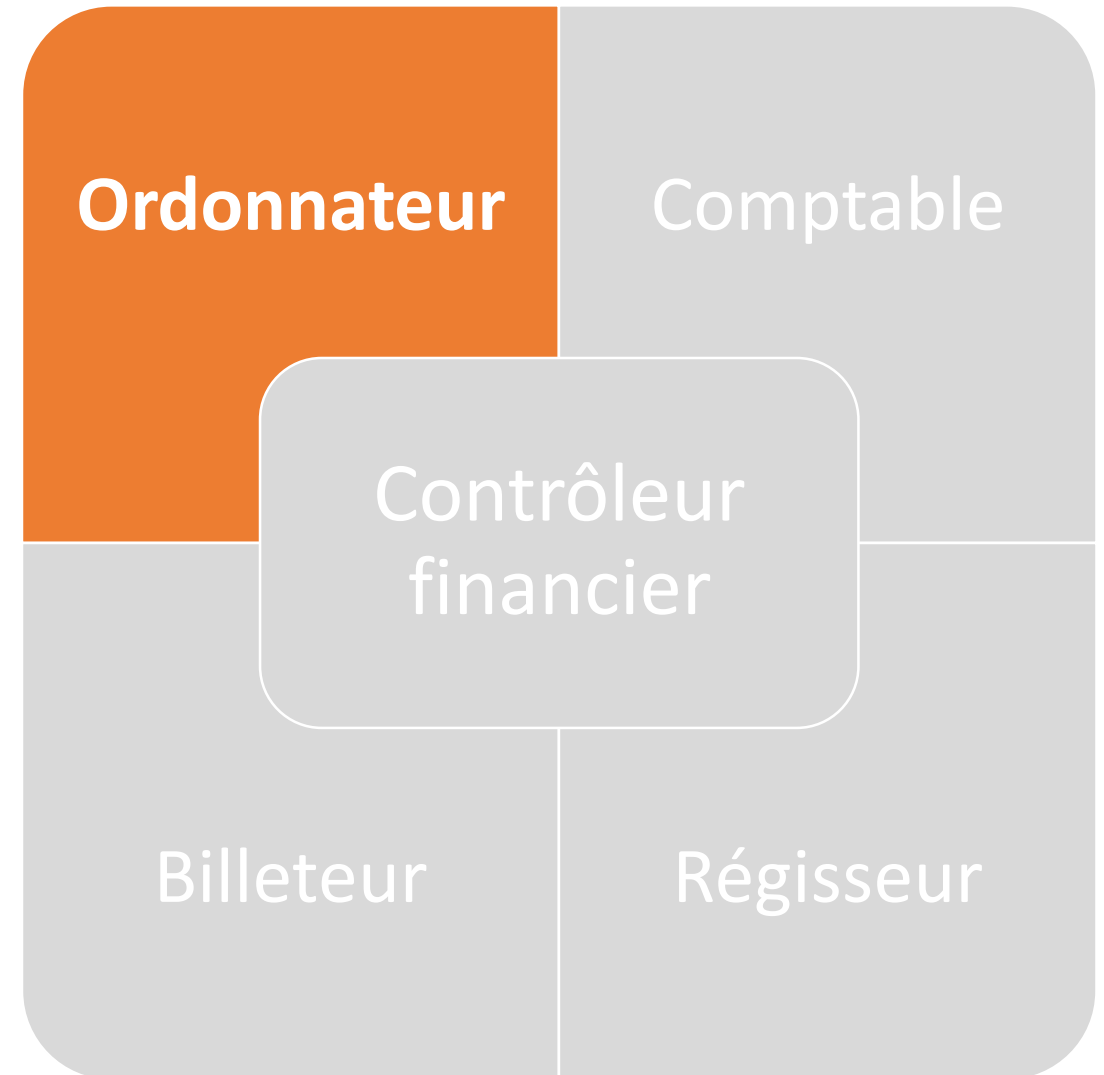 Ordonnateur
Comptable
Contrôleur
financier
Billeteur
Régisseur